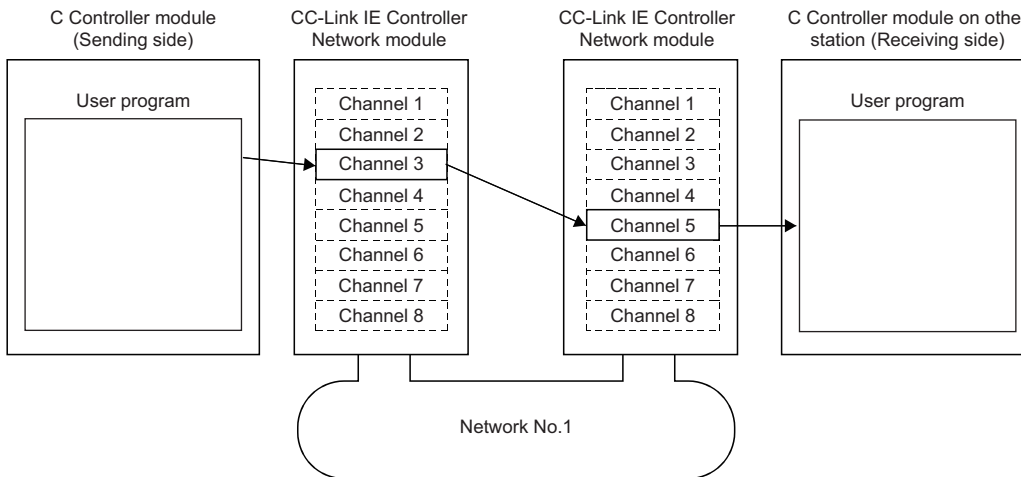 C Controller module
(Sending side)
CC-Link IE Controller
Network module
CC-Link IE Controller
Network module
C Controller module on othe
station (Receiving side)
User program
Channel 1
Channel 2
Channel 3
Channel 4
Channel 5
Channel 6
Channel 7
Channel 8
Channel 1
Channel 2
Channel 3
Channel 4
Channel 5
Channel 6
Channel 7
Channel 8
User program
Network No.1